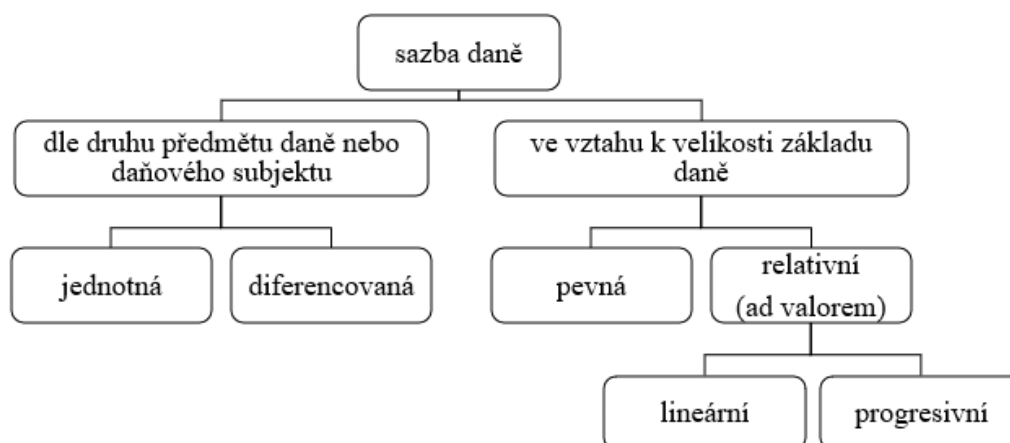 sazba daně
dle druhu předmětu daně nebo
daňového subjektu
ve vztahu k velikosti základu
daně
jednotná
diferencovaná
pevná
relativní
(ad valorem)
lineární
progresivní